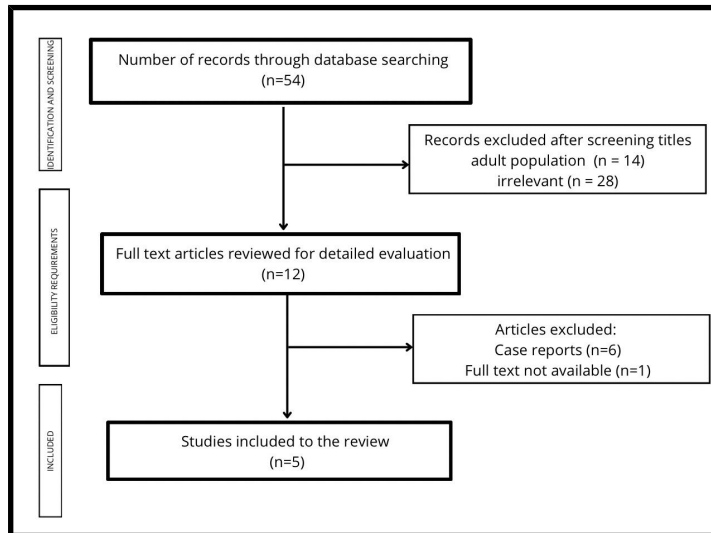 IDENTIFICATION AND SCREENING
Number of records through database searching
(n=54)
Records excluded after screening titles
adult population (n = 14)
irrelevant (n = 28)
ELIGIBILITY REQUIREMENTS
Full text articles reviewed for detailed evaluation
(n=12)
Articles excluded:
Case reports (n=6)
Full text not available (n=1)
INCLUDED
Studies included to the review
(n=5)